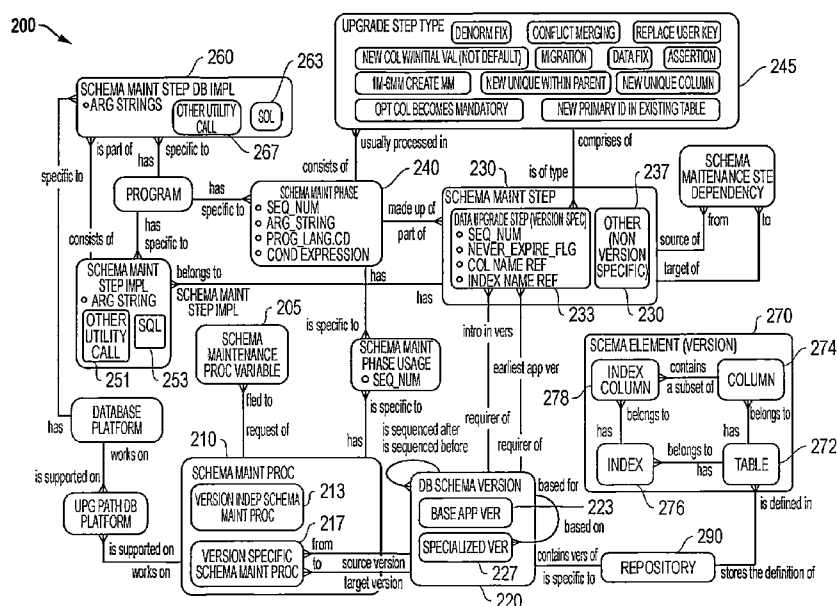 200
UPGRADE STEP TYPE
DENORM FIX
CONFLICT MERGING
REPLACE USER KEY
NEW COL W/INITIAL VAL (NOT DEFAULT)
MIGRATION
DATA FIX
ASSERTION
1M-6MM CREATE MM
NEW UNIQUE WITHIN PARENT
NEW UNIQUE COLUMN
OPT COL BECOMES MANDATORY
NEW PRIMARY ID IN EXISTING TABLE
245
260
263
SCHEMA MAINT STEP DB IMPL
ARG STRINGS
OTHER
UTILITY
CALL
SQL
267
specific to
is part of
has
specific to
consists of
usually processed in
comprises of
is of type
PROGRAM
has
specific to
has
specific to
240
SCHEMA MAINT PHASE
SEQ_NUM
ARG_STRING
PROG_LANG.CD
COND EXPRESSION
made up of
part of
230
237
SCHEMA MAINT STEP
DATA UPGRADE STEP (VERSION SPEC)
SEQ_NUM
NEVER_EXPIRE_FLG
COL NAME REF
INDEX NAME REF
OTHER
(NON
VERSION
SPECIFIC)
233
230
SCHEMA
MAITENANCE STE
DEPENDENCY
from
to
source of
target of
consists of
SCHEMA MAINT
STEP IMPL
ARG STRING
OTHER
UTILITY
CALL
SQL
251
253
belongs to
SCHEMA MAINT
STEP IMPL
has
has
205
SCHEMA
MAINTENANCE
PROC VARIABLE
fled to
request of
is specific to
SCHEMA MAINT
PHASE USAGE
SEQ_NUM
is specific to
has
intro in vers
earliest app ver
requirer of
requirer of
is sequenced after
is sequenced before
270
SCEMA ELEMENT (VERSION)
274
INDEX
COLUMN
contains
a subset of
COLUMN
278
belongs to
belongs to
has
has
INDEX
belongs to
has
TABLE
272
276
is defined in
has
DATABASE
PLATFORM
works on
is supported on
UPG PATH DB
PLATFORM
is supported on
works on
210
SCHEMA MAINT PROC
VERSION INDEP SCHEMA
MAINT PROC
213
217
VERSION SPECIFIC
SCHEMA MAINT PROC
from
to
source version
target version
DB SCHEMA VERSION
BASE APP VER
223
SPECIALIZED VER
227
220
based for
based on
contains vers of
is specific to
290
REPOSITORY
stores the definition of